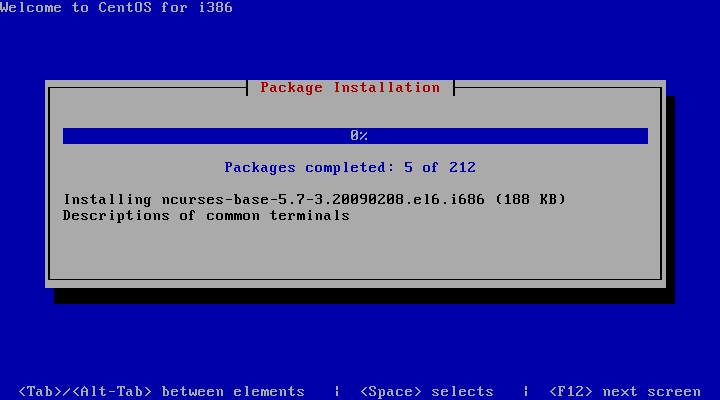 Welcome to CentOS for i386
Package Installation
0%
Packages completed: 5 of 212
Installing ncurses-base-5.7-3.20090208.el6.i686 (188 KB)
Descriptions of common terminals
<Tab>/<Alt-Tab> between elements | <Space> selects | <F12> next screen